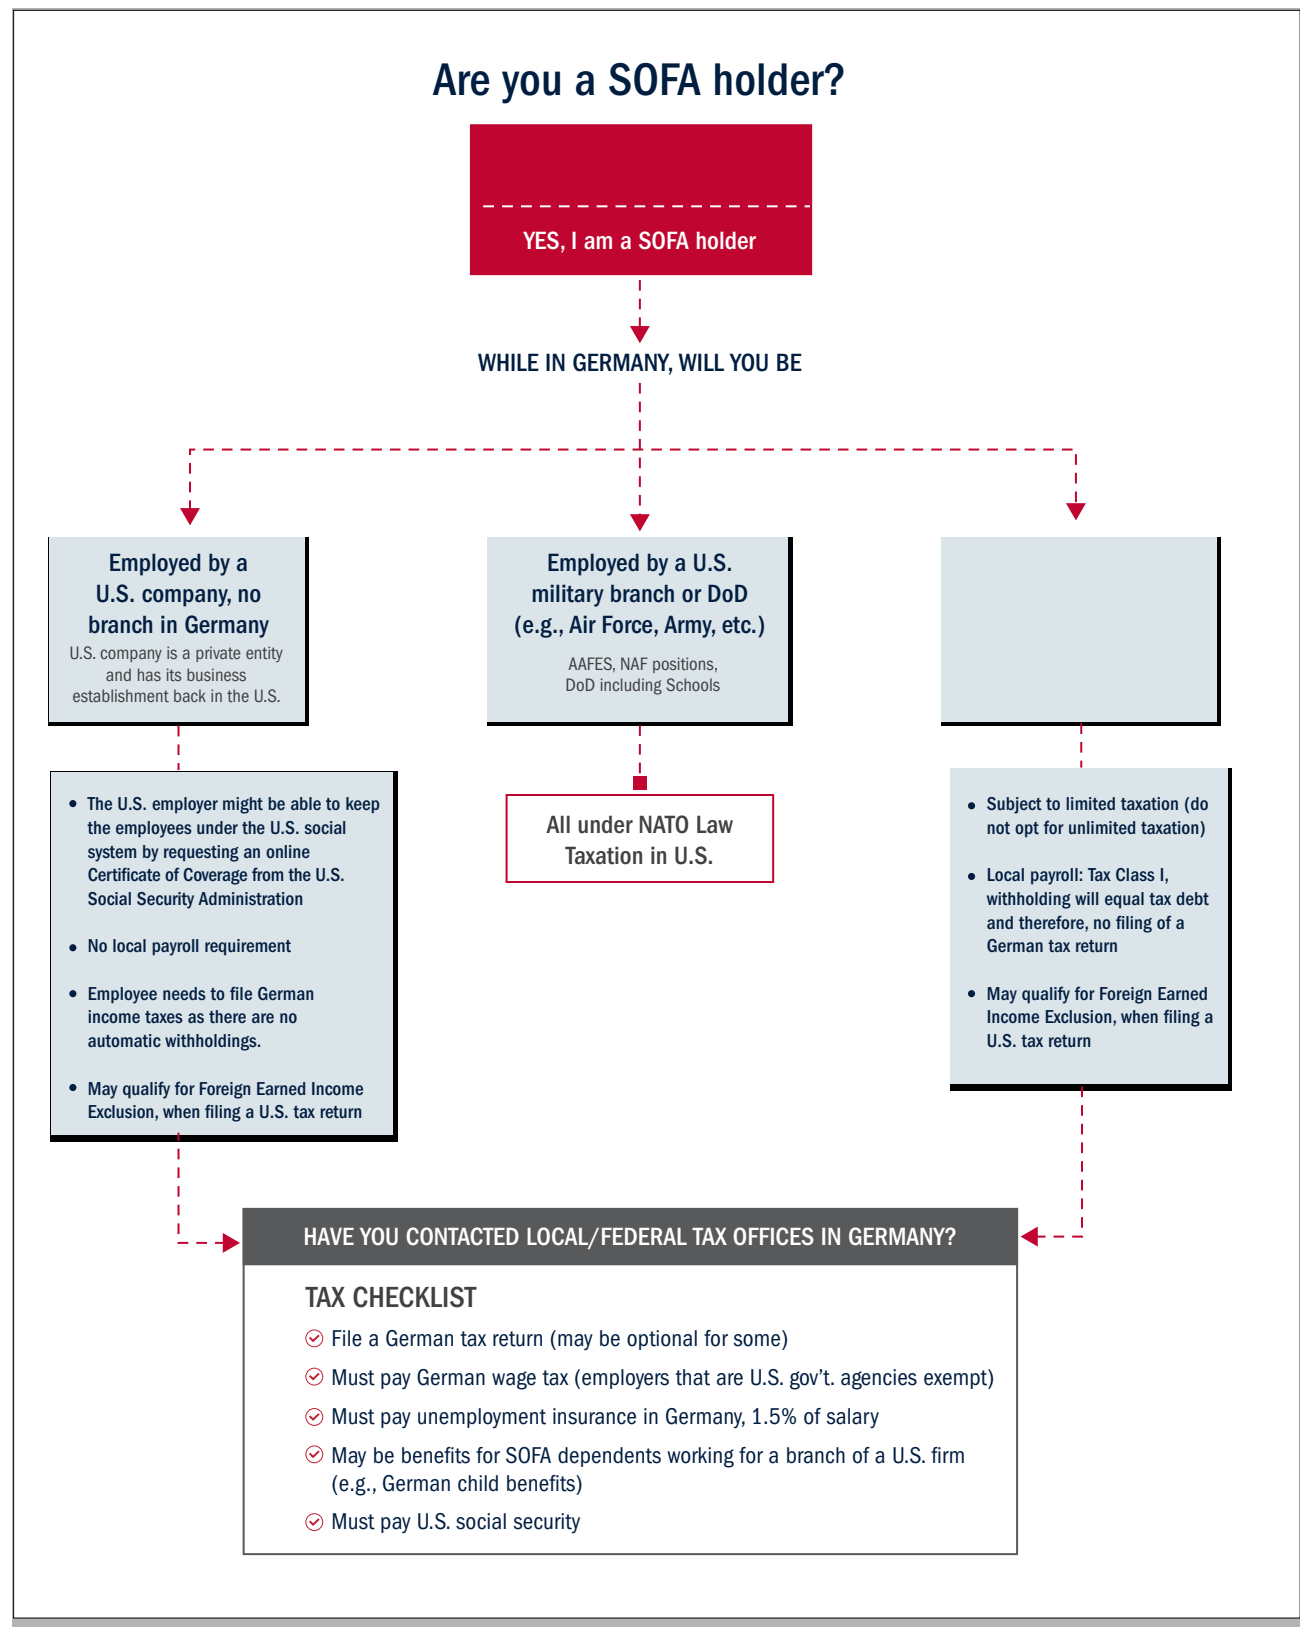 Are you a SOFA holder?
YES, I am a SOFA holder
WHILE IN GERMANY, WILL YOU BE
Employed by a
U.S. company, no
branch in Germany
U.S. company is a private entity
and has its business
establishment back in the U.S.
Employed by a U.S.
military branch or DoD
(e.g., Air Force, Army, etc.)
AAFES, NAF positions,
DoD including Schools
• The U.S. employer might be able to keep
the employees under the U.S. social
system by requesting an online
Certificate of Coverage from the U.S.
Social Security Administration
• No local payroll requirement
• Employee needs to file German
income taxes as there are no
automatic withholdings.
• May qualify for Foreign Earned Income
Exclusion, when filing a U.S. tax return
All under NATO Law
Taxation in U.S.
• Subject to limited taxation (do
not opt for unlimited taxation)
• Local payroll: Tax Class I,
withholding will equal tax debt
and therefore, no filing of a
German tax return
• May qualify for Foreign Earned
Income Exclusion, when filing a
U.S. tax return
HAVE YOU CONTACTED LOCAL/FEDERAL TAX OFFICES IN GERMANY?
TAX CHECKLIST
File a German tax return (may be optional for some)
Must pay German wage tax (employers that are U.S. gov't. agencies exempt)
Must pay unemployment insurance in Germany, 1.5% of salary
May be benefits for SOFA dependents working for a branch of a U.S. firm
(e.g., German child benefits)
Must pay U.S. social security